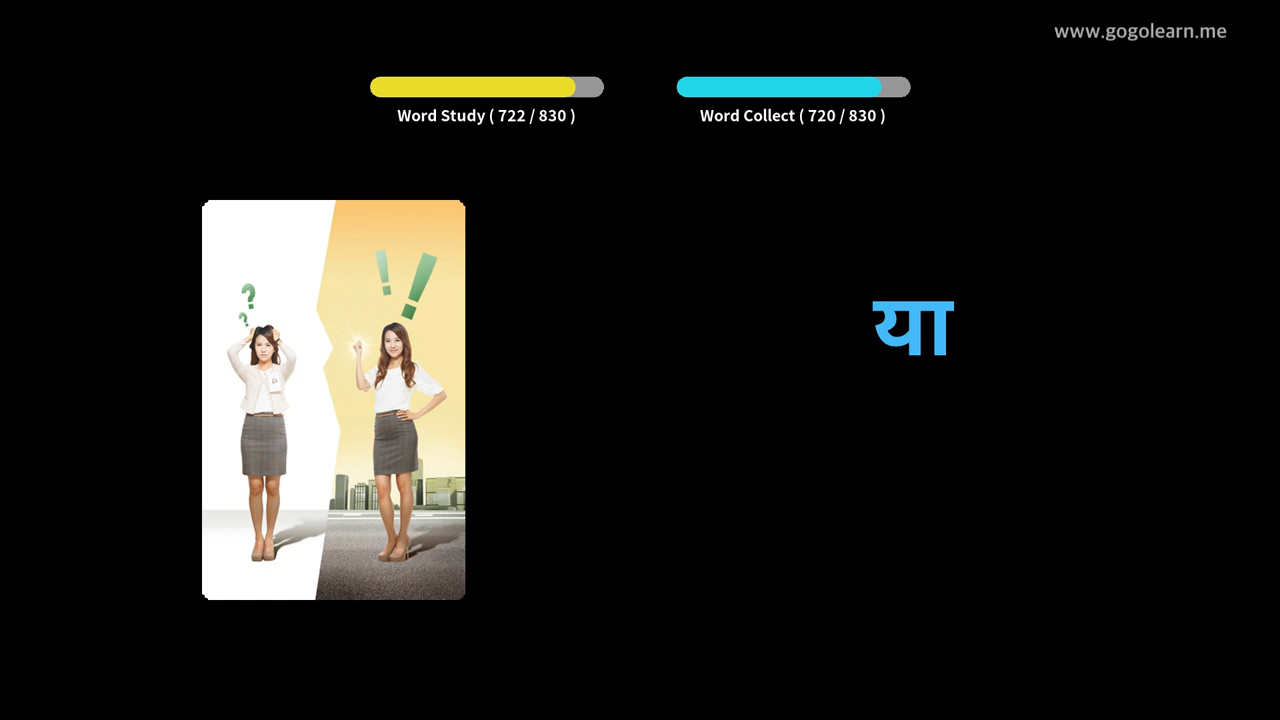 www.gogolearn.me
Word Study ( 722 / 830 )
Word Collect ( 720 / 830 )
? ?
! !
या